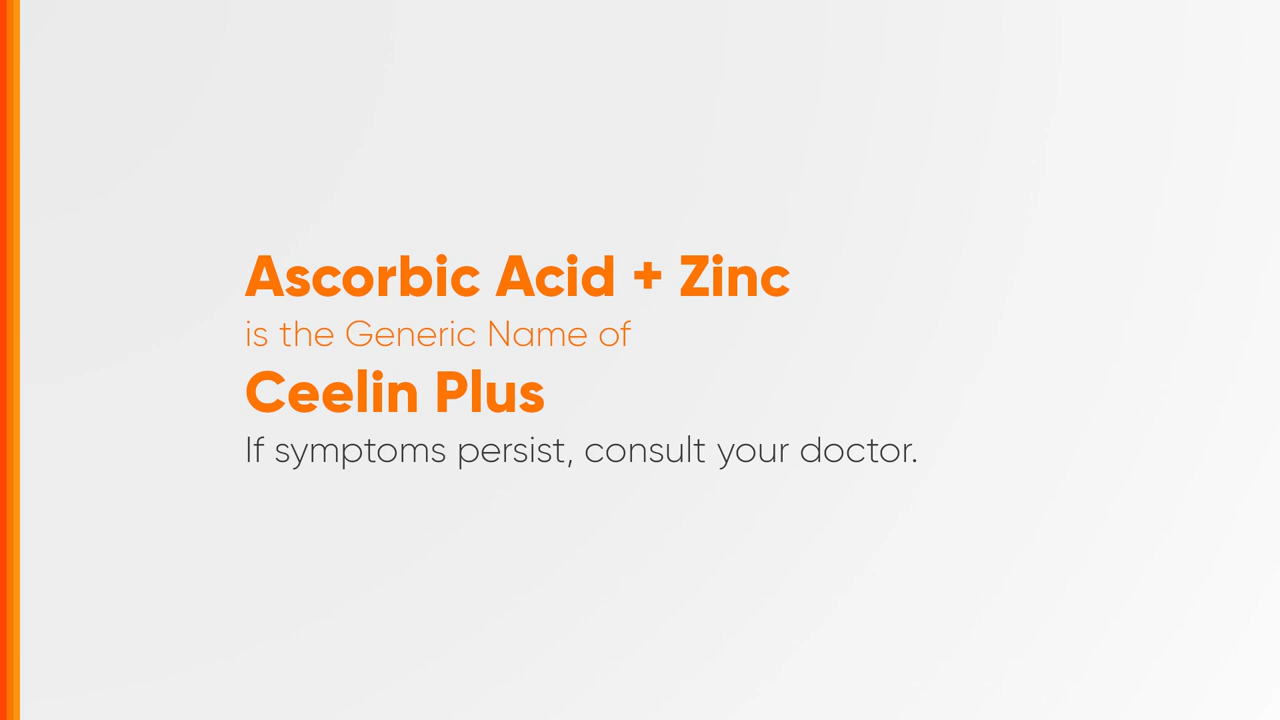 Ascorbic Acid + Zinc
is the Generic Name of
Ceelin Plus
If symptoms persist, consult your doctor.